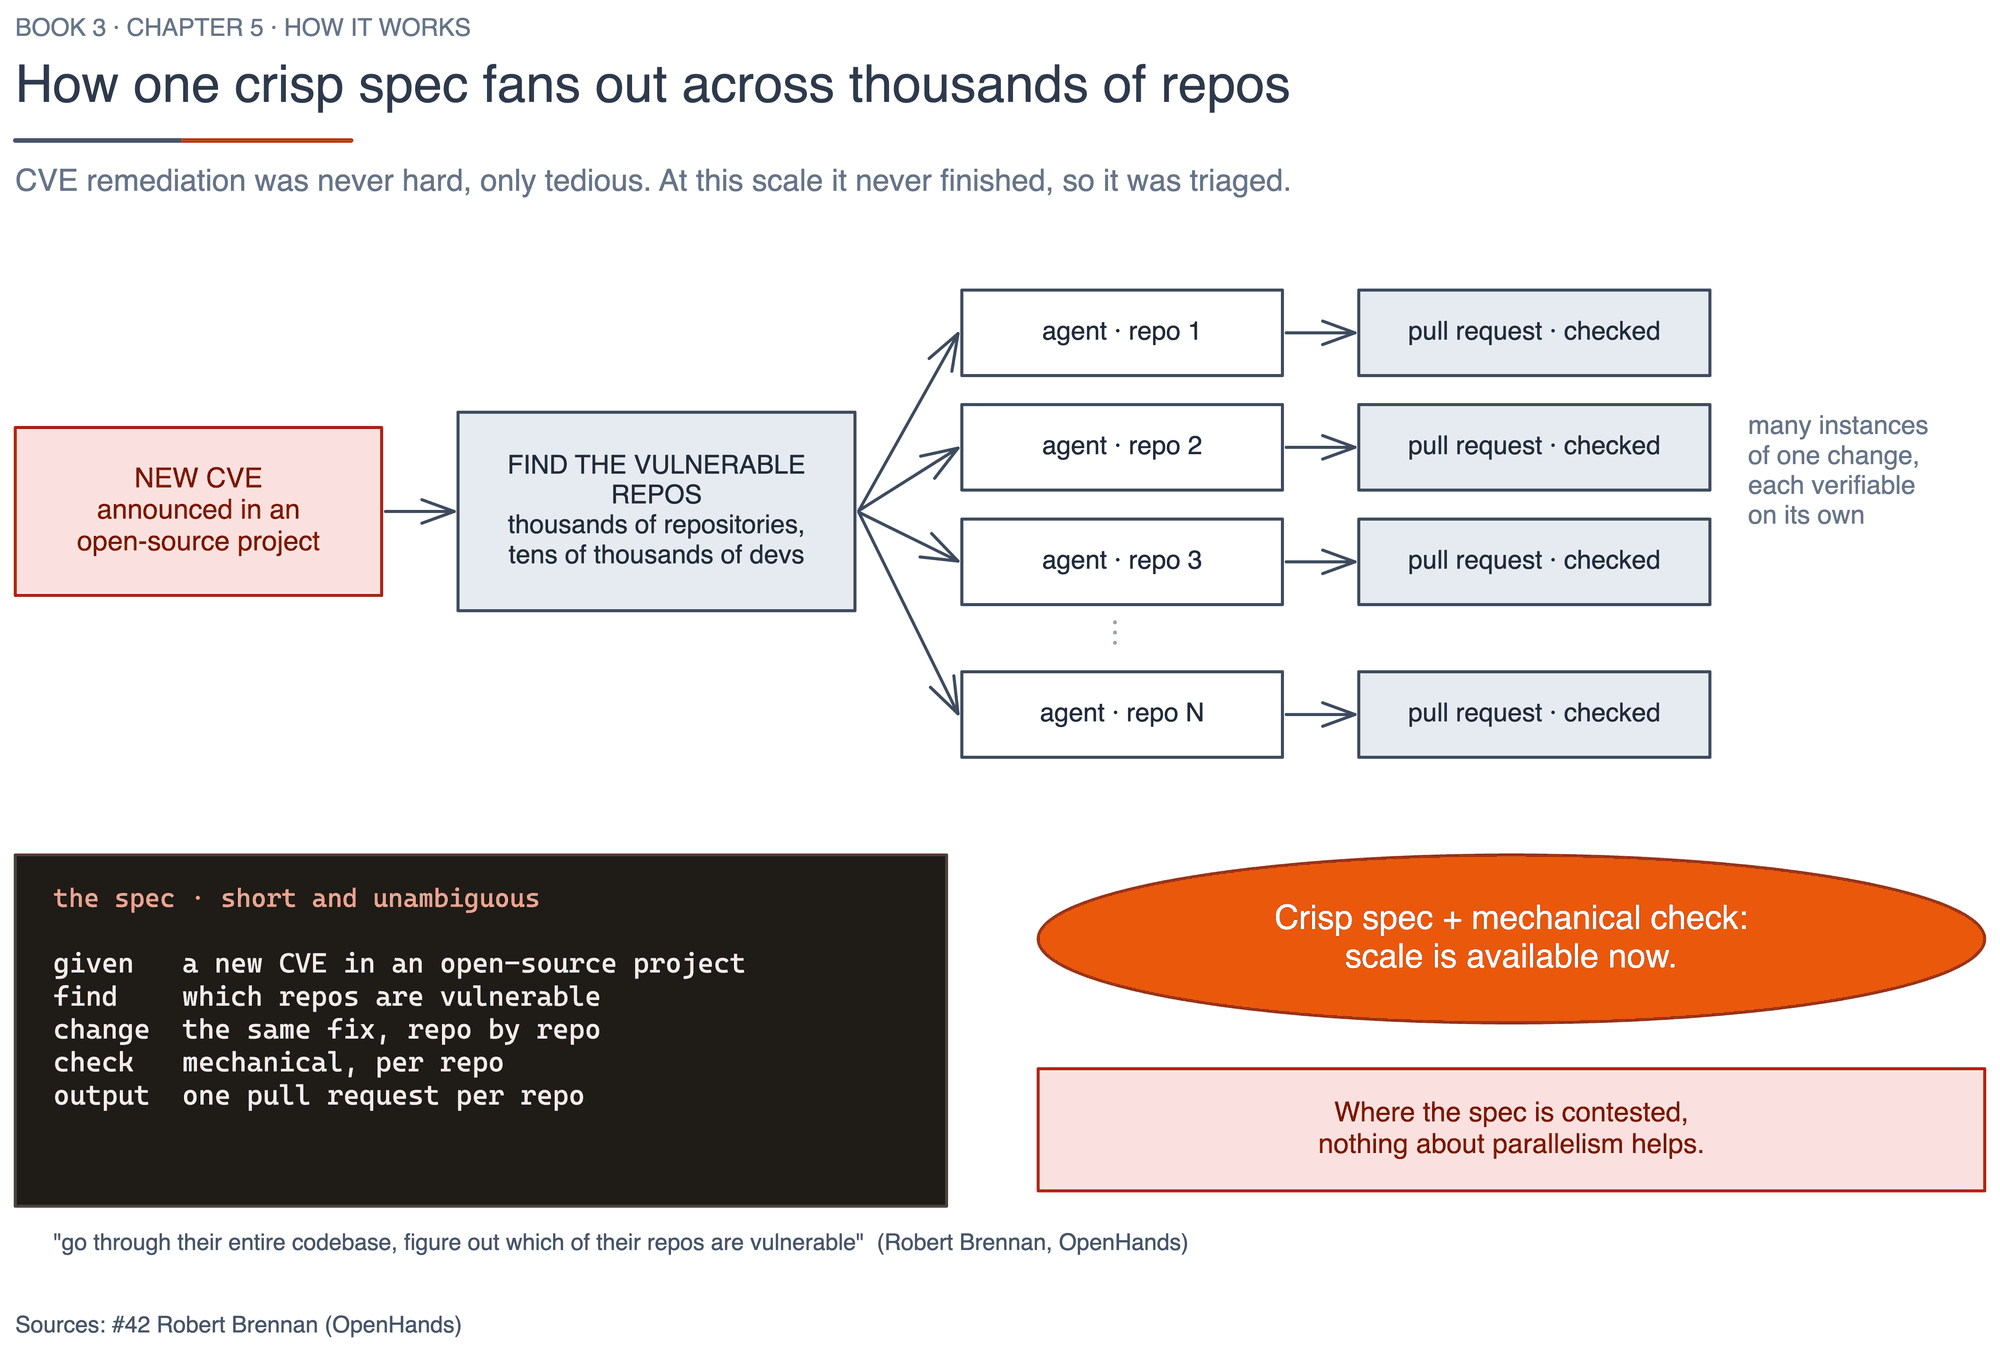 BOOK 3 · CHAPTER 5 · HOW IT WORKS
How one crisp spec fans out across thousands of repos
CVE remediation was never hard, only tedious. At this scale it never finished, so it was triaged.
NEW CVE
announced in an
open-source project
FIND THE VULNERABLE
REPOS
thousands of repositories,
tens of thousands of devs
agent · repo 1
pull request · checked
agent · repo 2
pull request · checked
agent · repo 3
pull request · checked
⋮
agent · repo N
pull request · checked
many instances
of one change,
each verifiable
on its own
the spec · short and unambiguous
given   a new CVE in an open-source project
find    which repos are vulnerable
change  the same fix, repo by repo
check   mechanical, per repo
output  one pull request per repo
Crisp spec + mechanical check:
scale is available now.
Where the spec is contested,
nothing about parallelism helps.
"go through their entire codebase, figure out which of their repos are vulnerable"  (Robert Brennan, OpenHands)
Sources: #42 Robert Brennan (OpenHands)